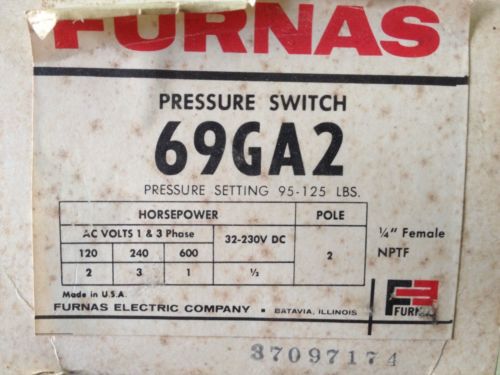 FURNAS
PRESSURE SWITCH
69GA2
PRESSURE SETTING 95-125 LBS.
HORSEPOWER POLE
AC VOLTS 1 & 3 Phase 32-230V DC
120 240 600
2 3 1 ⅓ 2
¼" Female
NPTF
Made in U.S.A.
FURNAS ELECTRIC COMPANY • BATAVIA, ILLINOIS
37097174